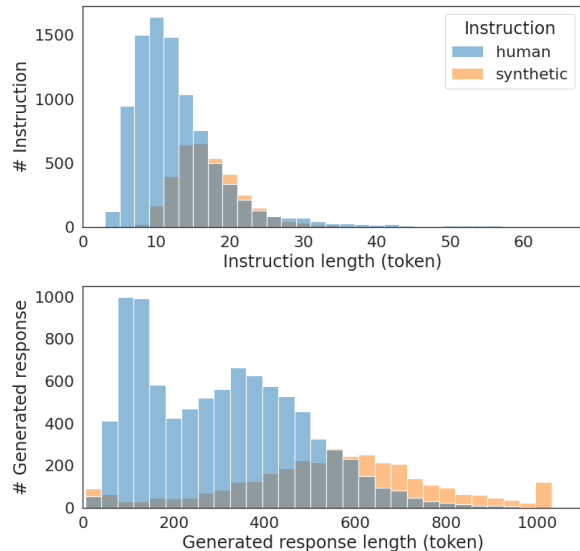 Instruction
human
synthetic
# Instruction
1500
1000
500
0
0 10 20 30 40 50 60
Instruction length (token)
# Generated response
1000
800
600
400
200
0
0 200 400 600 800 1000
Generated response length (token)